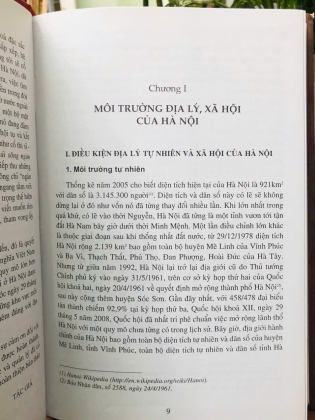 Chương I
MÔI TRƯỜNG ĐỊA LÝ, XÃ HỘI
CỦA HÀ NỘI
I. ĐIỀU KIỆN ĐỊA LÝ TỰ NHIÊN VÀ XÃ HỘI CỦA HÀ NỘI
1. Môi trường tự nhiên
Thống kê năm 2005 cho biết diện tích hiện tại của Hà Nội là 921km²
với dân số là 3.145.300 người⁽¹⁾. Diện tích và dân số này có lẽ sẽ không
dừng lại ở đó như vốn nó đã từng thay đổi nhiều lần. Khi lớn nhất trong
quá khứ, có lẽ vào thời Nguyễn, Hà Nội đã từng là một tỉnh vươn tới tận
đất Hà Nam bây giờ dưới thời Minh Mệnh. Một lần điều chỉnh lớn khác
là thuộc giai đoạn sau khi thống nhất đất nước, từ 29/12/1978 diện tích
Hà Nội rộng 2.139 km² bao gồm toàn bộ huyện Mê Linh của Vĩnh Phúc
và Ba Vì, Thạch Thất, Phú Thọ, Đan Phượng, Hoài Đức của Hà Tây.
Nhưng từ giữa năm 1992, Hà Nội lại trở lại địa giới cũ do Thủ tướng
Chính phủ ký vào ngày 31/5/1961, trên cơ sở kỳ họp thứ hai của Quốc
hội khoá hai, ngày 20/4/1961 về quyết định mở rộng thành phố Hà Nội⁽²⁾,
sau này cộng thêm huyện Sóc Sơn. Gần đây nhất, với 458/478 đại biểu
tán thành chiếm 92,9% tại kỳ họp thứ ba, Quốc hội khoá XII, ngày 29
tháng 5 năm 2008, Quốc hội đã nhất trí phê chuẩn việc mở rộng lãnh thổ
Hà Nội với một quy mô chưa từng có trong lịch sử. Bây giờ, địa giới hành
chính của Hà Nội bao gồm toàn bộ diện tích tự nhiên và dân số của huyện
Mê Linh, tỉnh Vĩnh Phúc, toàn bộ diện tích tự nhiên và dân số tỉnh Hà
(1) Hanoi Wikipedia (http://en.wikipedia.org/wiki/Hanoi).
(2) Báo Nhân dân, số 2588, ngày 24/4/1961.
9
TÁC GIẢ